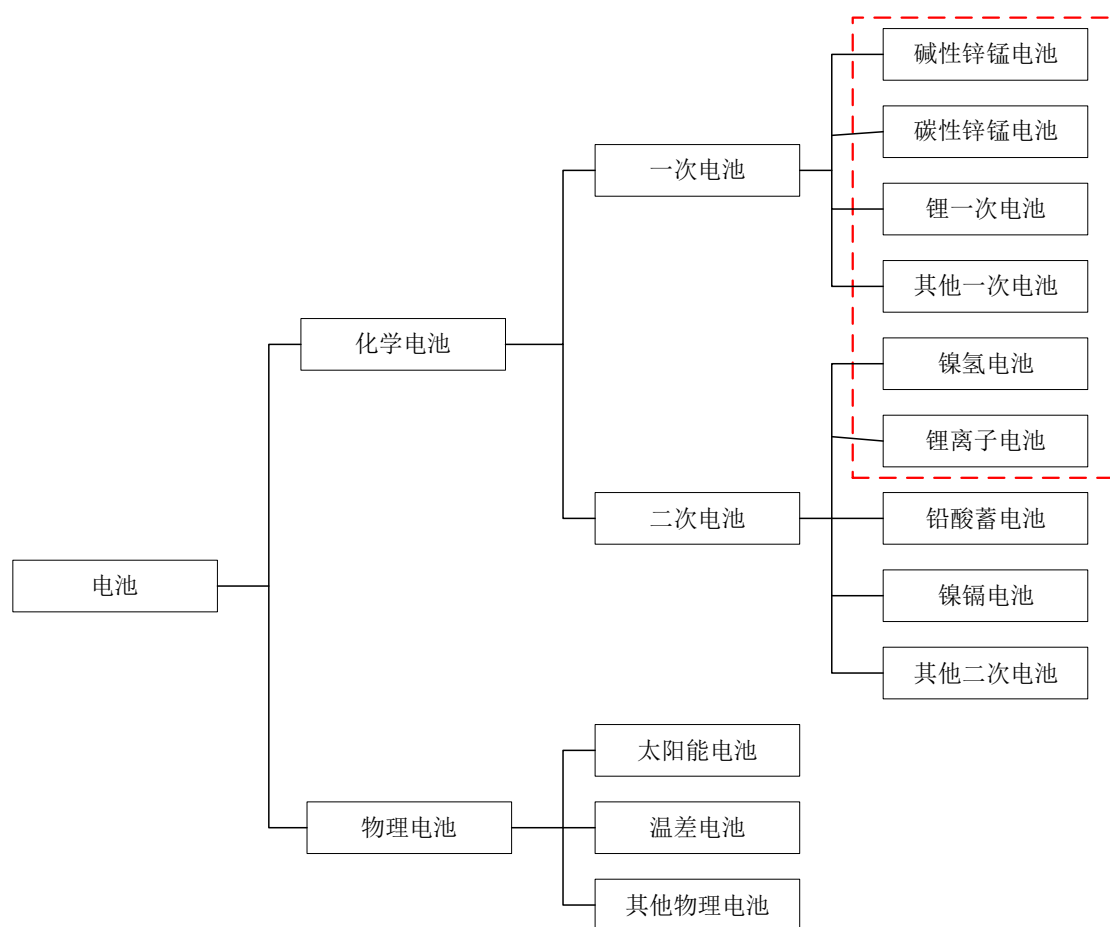 碱性锌锰电池
碳性锌锰电池
一次电池
锂一次电池
其他一次电池
化学电池
镍氢电池
锂离子电池
二次电池
铅酸蓄电池
电池
镍镉电池
其他二次电池
太阳能电池
物理电池
温差电池
其他物理电池